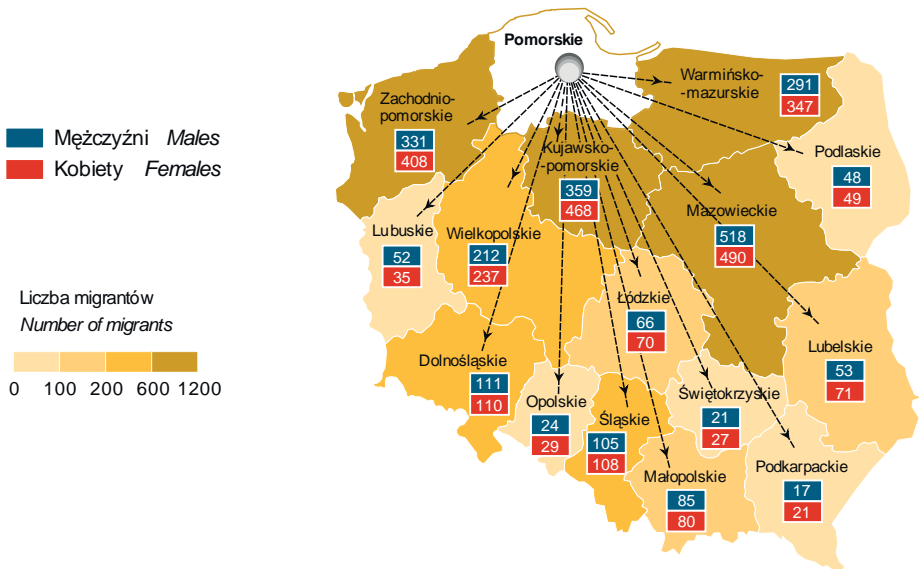 Pomorskie
Warmińsko-
-mazurskie
291
347
Zachodnio-
pomorskie
331
408
Mężczyźni Males
Kobiety Females
Kujawsko-
-pomorskie
359
468
Podlaskie
48
49
Mazowieckie
518
490
Lubuskie
52
35
Wielkopolskie
212
237
Liczba migrantów
Number of migrants
0 100 200 600 1200
Łódzkie
66
70
Lubelskie
53
71
Dolnośląskie
111
110
Opolskie
24
29
Śląskie
105
108
Świętokrzyskie
21
27
Małopolskie
85
80
Podkarpackie
17
21